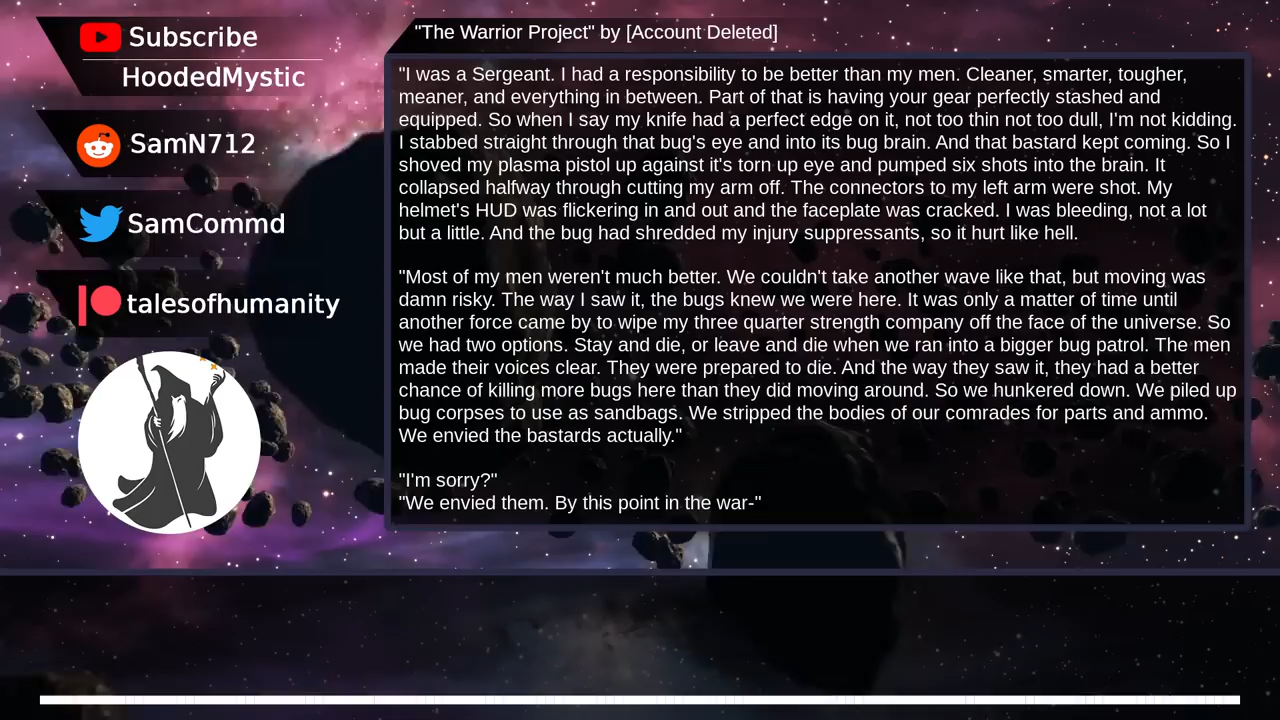 Subscribe
HoodedMystic
SamN712
SamCommd
talesofhumanity
"The Warrior Project" by [Account Deleted]
"I was a Sergeant. I had a responsibility to be better than my men. Cleaner, smarter, tougher,
meaner, and everything in between. Part of that is having your gear perfectly stashed and
equipped. So when I say my knife had a perfect edge on it, not too thin not too dull, I'm not kidding.
I stabbed straight through that bug's eye and into its bug brain. And that bastard kept coming. So I
shoved my plasma pistol up against it's torn up eye and pumped six shots into the brain. It
collapsed halfway through cutting my arm off. The connectors to my left arm were shot. My
helmet's HUD was flickering in and out and the faceplate was cracked. I was bleeding, not a lot
but a little. And the bug had shredded my injury suppressants, so it hurt like hell.
"Most of my men weren't much better. We couldn't take another wave like that, but moving was
damn risky. The way I saw it, the bugs knew we were here. It was only a matter of time until
another force came by to wipe my three quarter strength company off the face of the universe. So
we had two options. Stay and die, or leave and die when we ran into a bigger bug patrol. The men
made their voices clear. They were prepared to die. And the way they saw it, they had a better
chance of killing more bugs here than they did moving around. So we hunkered down. We piled up
bug corpses to use as sandbags. We stripped the bodies of our comrades for parts and ammo.
We envied the bastards actually."
"I'm sorry?"
"We envied them. By this point in the war-"